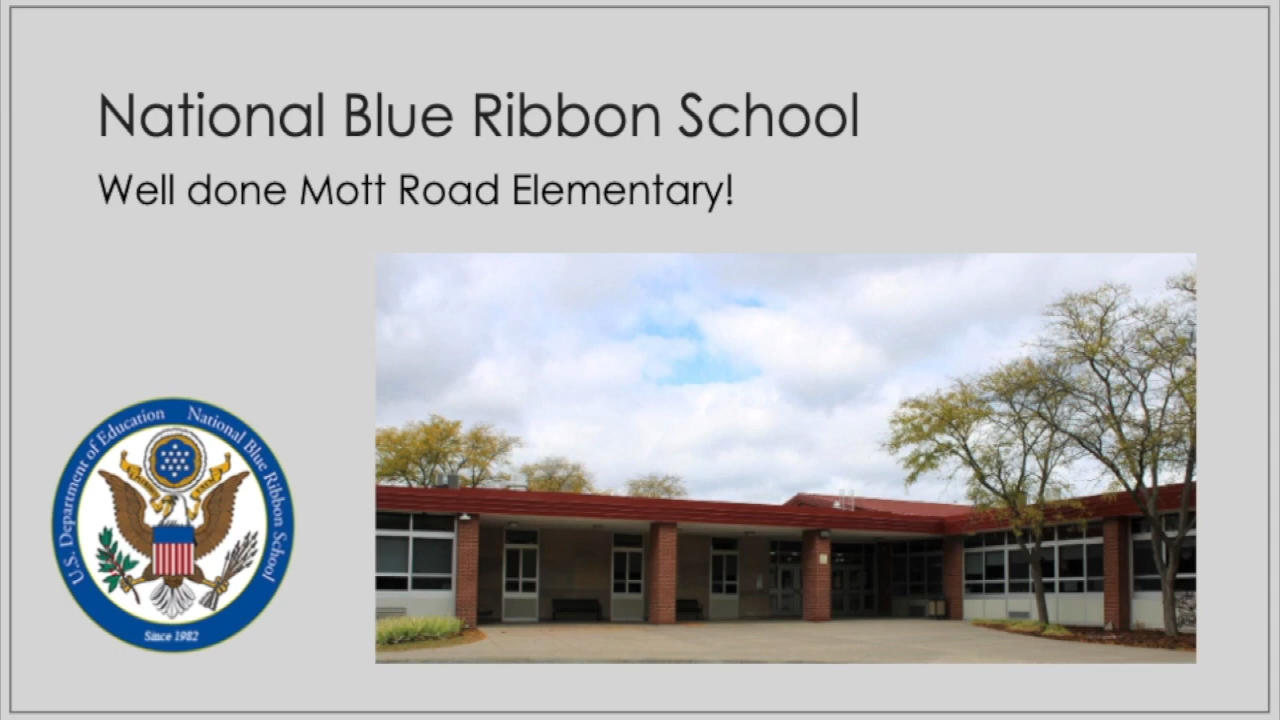 National Blue Ribbon School
Well done Mott Road Elementary!
U.S. Department of Education National Blue Ribbon School
Since 1982